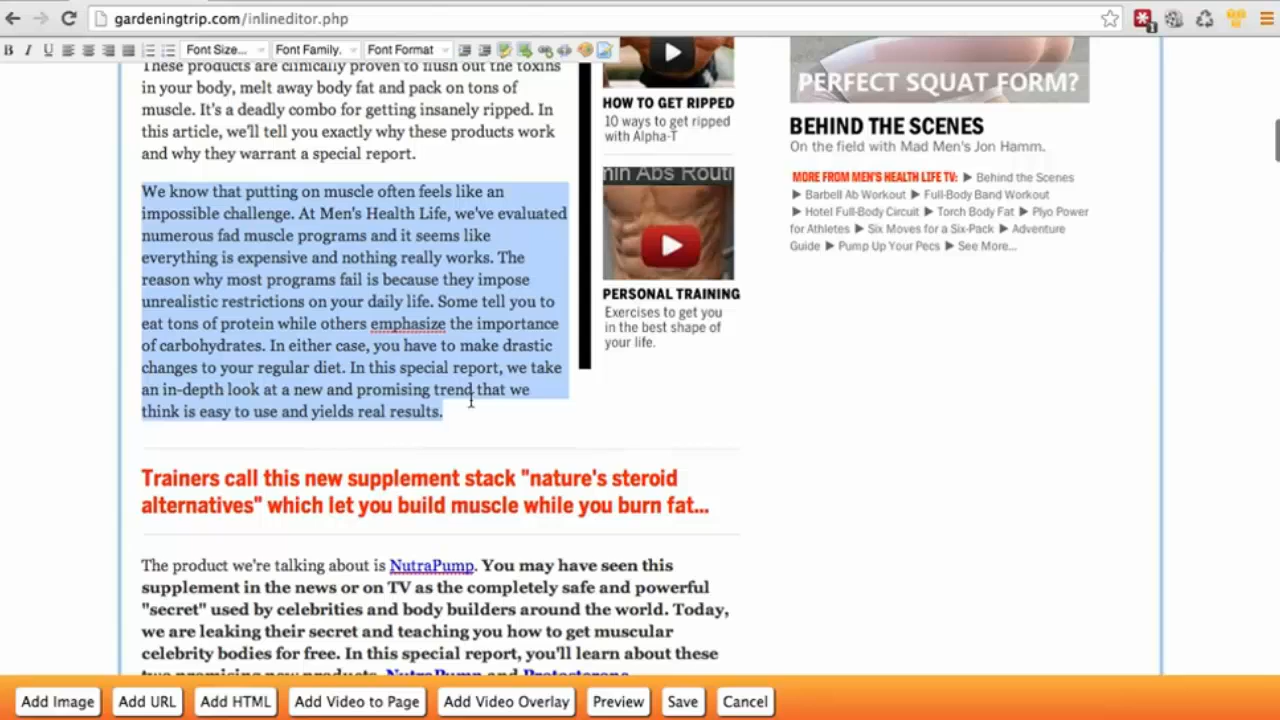 gardeningtrip.com/inlineditor.php
B I U Font Size... Font Family. Font Format
These products are clinically proven to flush out the toxins
in your body, melt away body fat and pack on tons of
muscle. It's a deadly combo for getting insanely ripped. In
this article, we'll tell you exactly why these products work
and why they warrant a special report.
We know that putting on muscle often feels like an
impossible challenge. At Men's Health Life, we've evaluated
numerous fad muscle programs and it seems like
everything is expensive and nothing really works. The
reason why most programs fail is because they impose
unrealistic restrictions on your daily life. Some tell you to
eat tons of protein while others emphasize the importance
of carbohydrates. In either case, you have to make drastic
changes to your regular diet. In this special report, we take
an in-depth look at a new and promising trend that we
think is easy to use and yields real results.
HOW TO GET RIPPED
10 ways to get ripped
with Alpha-T
Abs
PERSONAL TRAINING
Exercises to get you
in the best shape of
your life.
PERFECT SQUAT FORM?
BEHIND THE SCENES
On the field with Mad Men's Jon Hamm.
MORE FROM MEN'S HEALTH LIFE TV: ▶ Behind the Scenes
▶ Barbell Ab Workout ▶ Full-Body Band Workout
▶ Hotel Full-Body Circuit ▶ Torch Body Fat ▶ Plyo Power
for Athletes ▶ Six Moves for a Six-Pack ▶ Adventure
Guide ▶ Pump Up Your Pecs ▶ See More...
Trainers call this new supplement stack "nature's steroid
alternatives" which let you build muscle while you burn fat...
The product we're talking about is NutraPump. You may have seen this
supplement in the news or on TV as the completely safe and powerful
"secret" used by celebrities and body builders around the world. Today,
we are leaking their secret and teaching you how to get muscular
celebrity bodies for free. In this special report, you'll learn about these
two promising new products, NutraPump and Protesterone
Add Image Add URL Add HTML Add Video to Page Add Video Overlay Preview Save Cancel